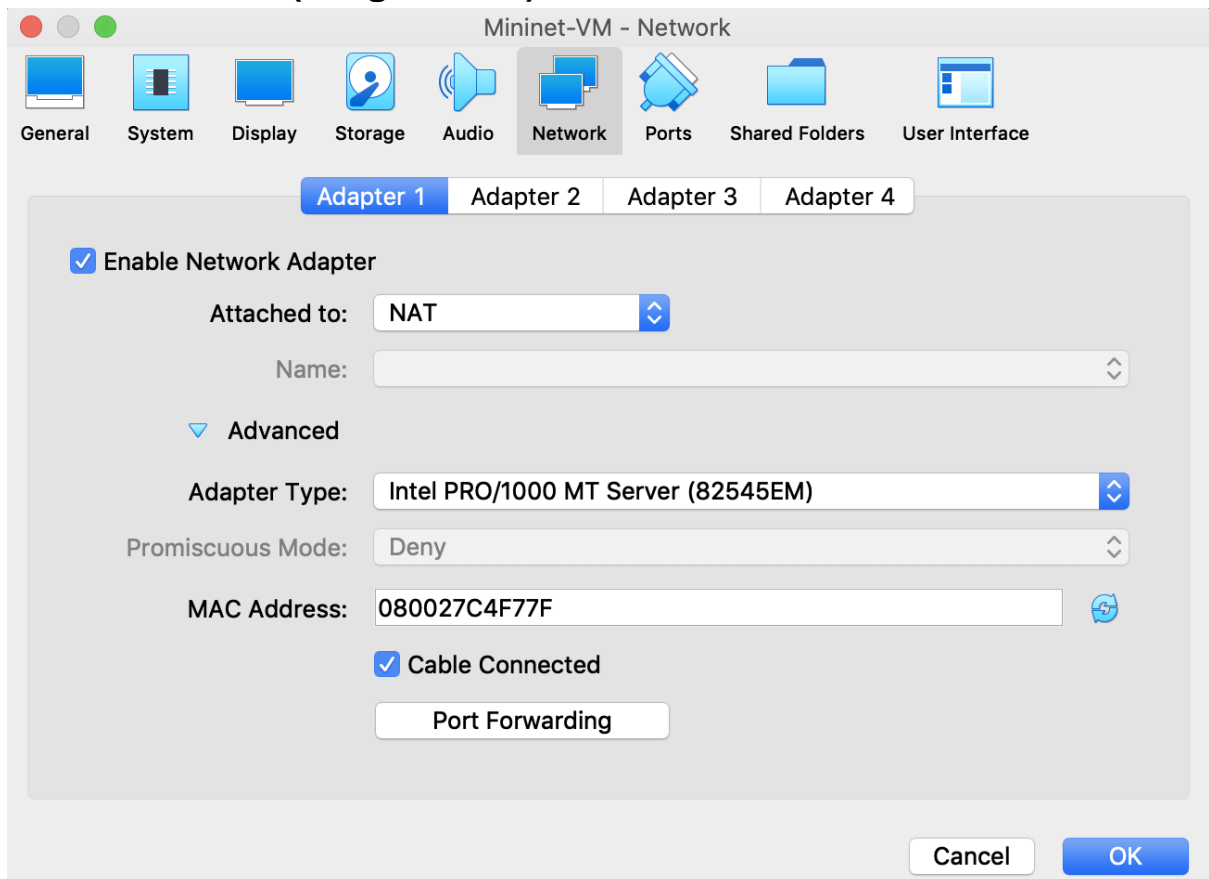 Mininet-VM - Network
General System Display Storage Audio Network Ports Shared Folders User Interface
Adapter 1 Adapter 2 Adapter 3 Adapter 4
Enable Network Adapter
Attached to: NAT
Name:
Advanced
Adapter Type: Intel PRO/1000 MT Server (82545EM)
Promiscuous Mode: Deny
MAC Address: 080027C4F77F
Cable Connected
Port Forwarding
Cancel OK